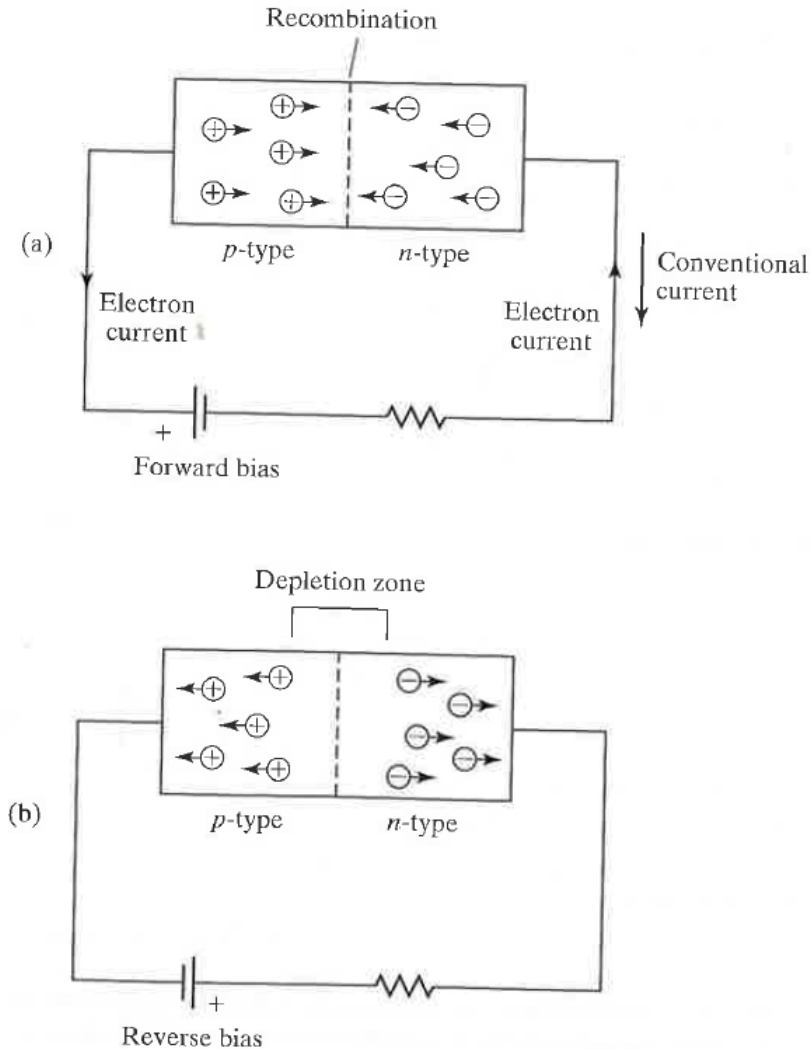 Recombination
p-type
n-type
(a)
Electron
current
Electron
current
Conventional
current
+
Forward bias
Depletion zone
p-type
n-type
(b)
+
Reverse bias